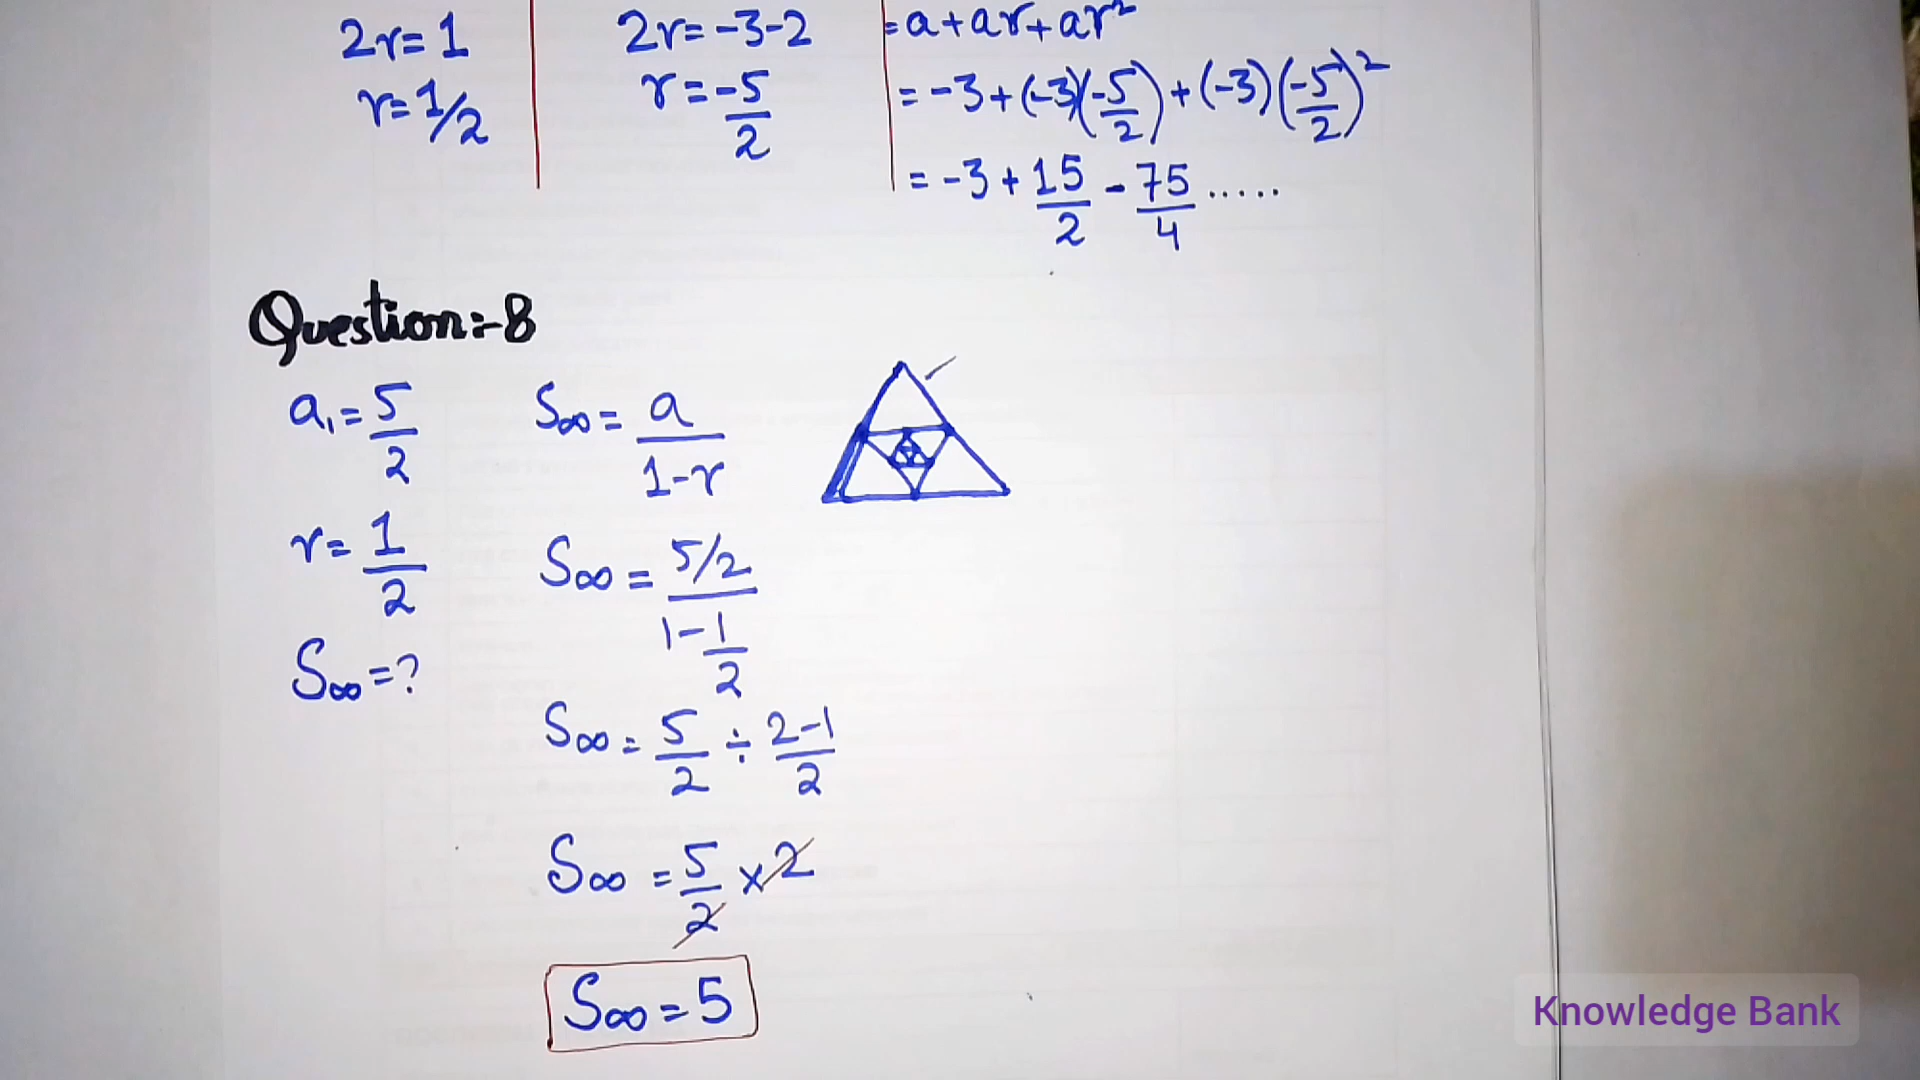 2r=1
r=1/2
2r=-3-2
r=-5/2
=a+ar+ar²
=-3+(-3)(-5/2)+(-3)(-5/2)²
=-3+15/2-75/4.....
Question:-8
a₁=5/2
r=1/2
S∞=?
S∞=a/1-r
S∞=5/2/1-1/2
S∞=5/2÷2-1/2
S∞=5/2×2
S∞=5
Knowledge Bank